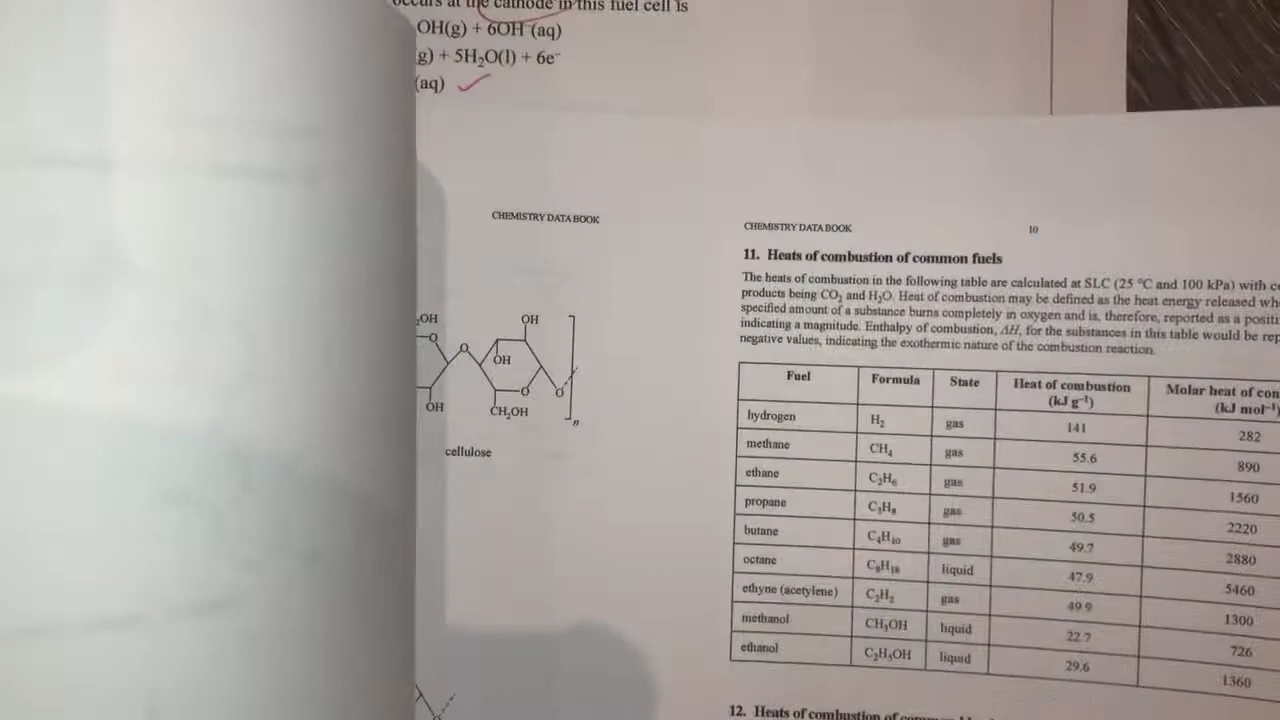 occurs at the cathode in this fuel cell is
OH(g) + 6OH⁻(aq)
g) + 5H₂O(l) + 6e⁻
(aq)
CHEMISTRY DATA BOOK
OH
OH
O
O
OH
O
O
OH
CH₂OH
n
cellulose
CHEMISTRY DATA BOOK 10
11. Heats of combustion of common fuels
The heats of combustion in the following table are calculated at SLC (25 °C and 100 kPa) with
products being CO₂ and H₂O. Heat of combustion may be defined as the heat energy released
specified amount of a substance burns completely in oxygen and is, therefore, reported as a
indicating a magnitude. Enthalpy of combustion, ΔH, for the substances in this table would be
negative values, indicating the exothermic nature of the combustion reaction.
Fuel Formula State Heat of combustion (kJ g⁻¹) Molar heat of (kJ mol⁻¹)
hydrogen H₂ gas 141 282
methane CH₄ gas 55.6 890
ethane C₂H₆ gas 51.9 1560
propane C₃H₈ gas 50.5 2220
butane C₄H₁₀ gas 49.7 2880
octane C₈H₁₈ liquid 47.9 5460
ethyne (acetylene) C₂H₂ gas 49.9 1300
methanol CH₃OH liquid 22.7 726
ethanol C₂H₅OH liquid 29.6 1360
12. Heats of combustion of